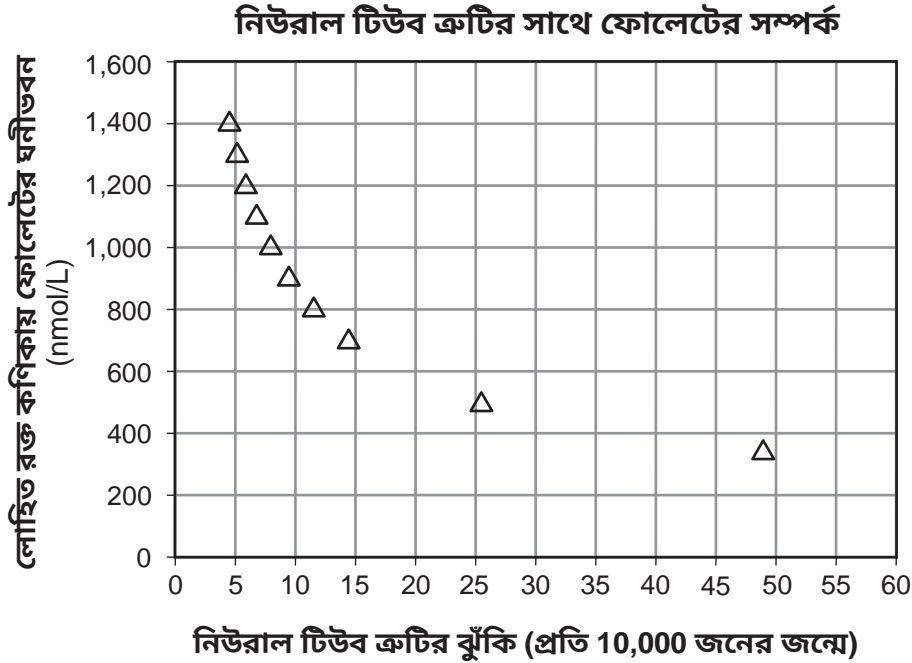 নিউরাল টিউব ত্রুটির সাথে ফোলেটের সম্পর্ক
লোহিত রক্ত কণিকায় ফোলেটের ঘনীভবন
(nmol/L)
1,600
1,400
1,200
1,000
800
600
400
200
0
0 5 10 15 20 25 30 35 40 45 50 55 60
নিউরাল টিউব ত্রুটির ঝুঁকি (প্রতি 10,000 জনের জন্মে)